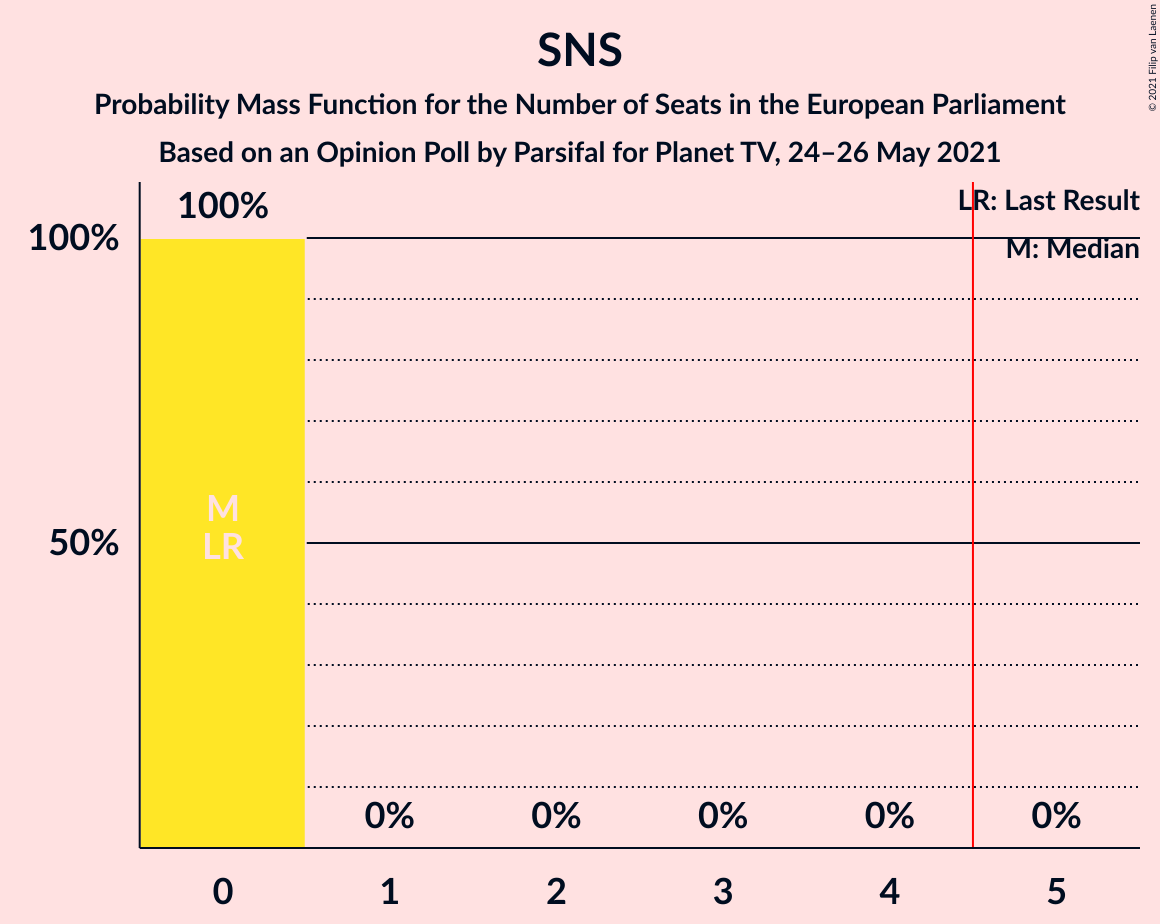 SNS
Probability Mass Function for the Number of Seats in the European Parliament
Based on an Opinion Poll by Parsifal for Planet TV, 24–26 May 2021
© 2021 Filip van Laenen
LR: Last Result
M: Median
100%
100%
50%
M
LR
0% 0% 0% 0% 0%
0 1 2 3 4 5